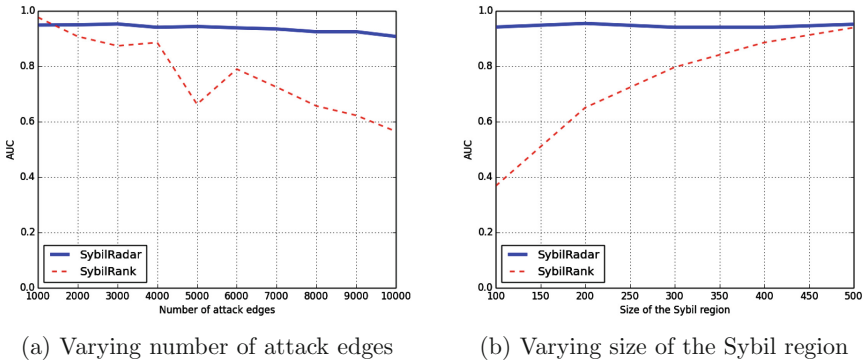 1.0
0.8
0.6
0.4
0.2
0.0
AUC
SybilRadar
SybilRank
1000 2000 3000 4000 5000 6000 7000 8000 9000 10000
Number of attack edges
(a) Varying number of attack edges
1.0
0.8
0.6
0.4
0.2
0.0
AUC
SybilRadar
SybilRank
100 150 200 250 300 350 400 450 500
Size of the Sybil region
(b) Varying size of the Sybil region